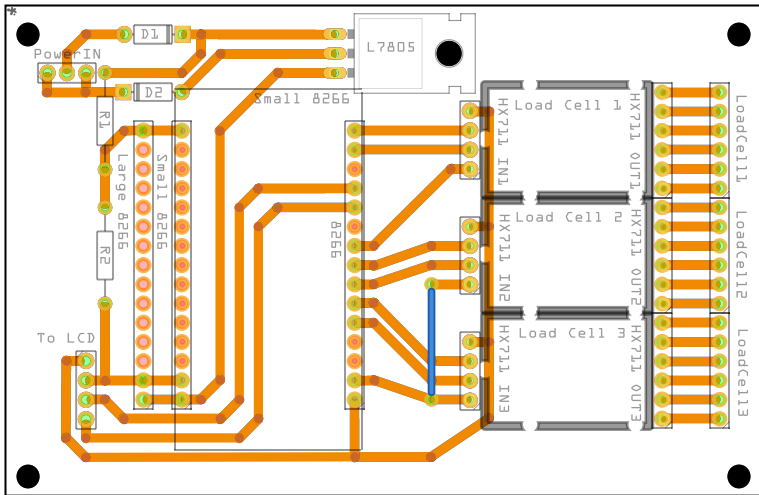 *
D1
L7805
PowerIN
D2
Small 8266
R1
Large 8266
Small 8266
8266
R2
To LCD
HX711 IN1
Load Cell 1
HX711 OUT1
LoadCell1
HX711 IN2
Load Cell 2
HX711 OUT2
LoadCell2
HX711 IN3
Load Cell 3
HX711 OUT3
LoadCell3